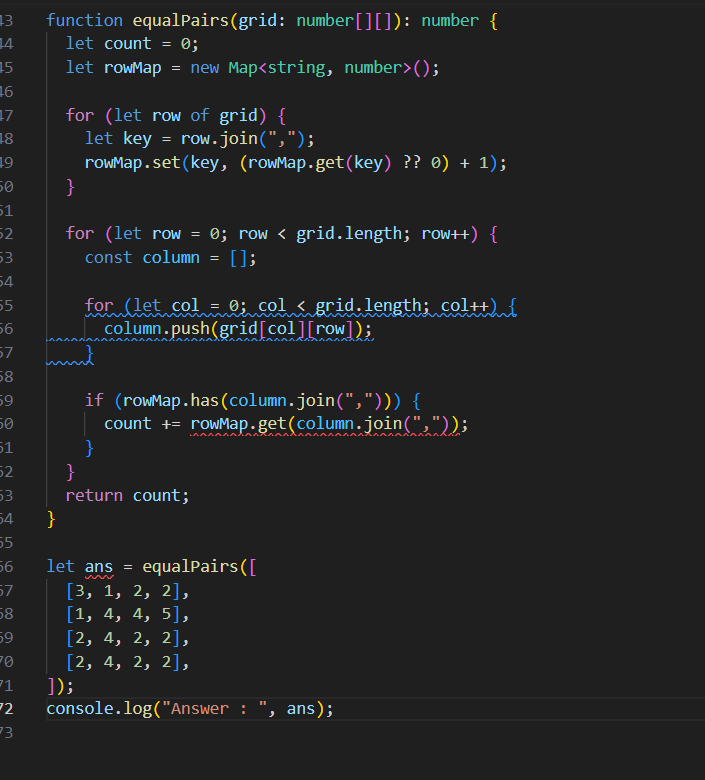 43 function equalPairs(grid: number[][]): number {
44   let count = 0;
45   let rowMap = new Map<string, number>();
46
47   for (let row of grid) {
48     let key = row.join(",");
49     rowMap.set(key, (rowMap.get(key) ?? 0) + 1);
50   }
51
52   for (let row = 0; row < grid.length; row++) {
53     const column = [];
54
55     for (let col = 0; col < grid.length; col++) {
56       column.push(grid[col][row]);
57     }
58
59     if (rowMap.has(column.join(","))) {
60       count += rowMap.get(column.join(","));
61     }
62   }
63   return count;
64 }
65
66 let ans = equalPairs([
67   [3, 1, 2, 2],
68   [1, 4, 4, 5],
69   [2, 4, 2, 2],
70   [2, 4, 2, 2],
71 ]);
72 console.log("Answer : ", ans);
73